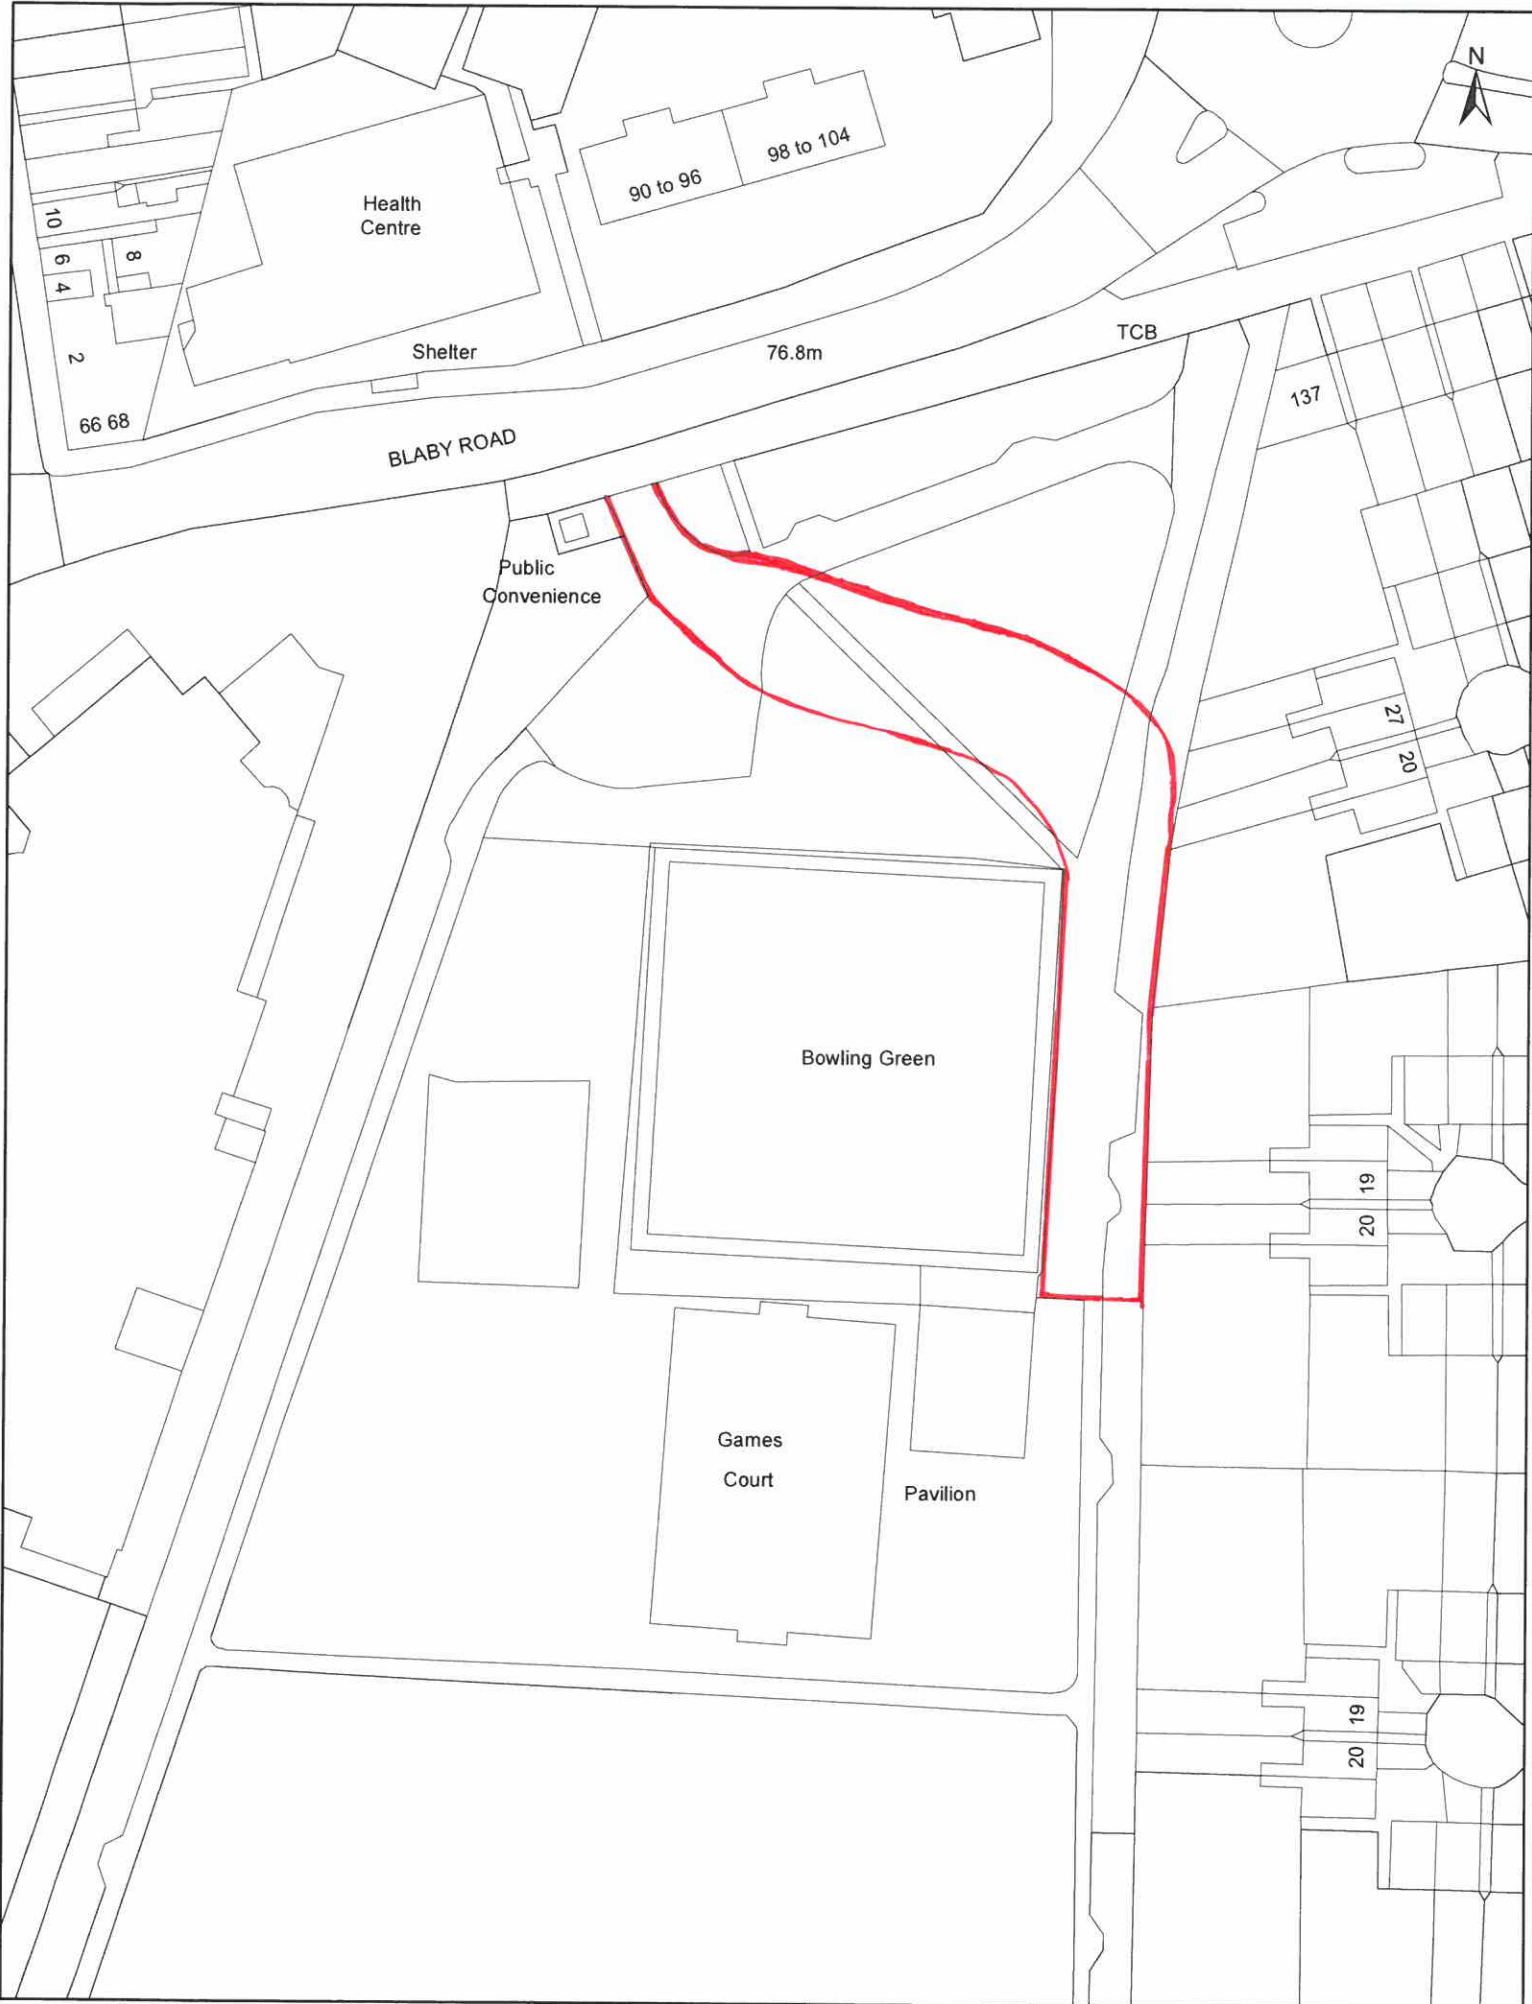 N
98 to 104
90 to 96
Health
Centre
10
6
8
4
2
66 68
Shelter
76.8m
TCB
137
BLABY ROAD
Public
Convenience
27
20
Bowling Green
19
20
Games
Court
Pavilion
19
20